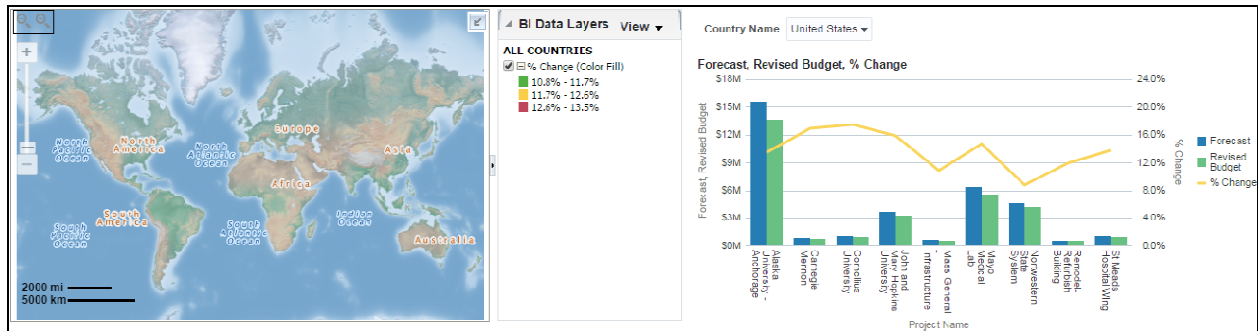 North
Pacific
Ocean
North
America
North
Atlantic
Ocean
Europe
Asia
Africa
South
America
South
Pacific
Ocean
South
Atlantic
Ocean
Indian
Ocean
Australia
2000 mi
5000 km
BI Data Layers View
ALL COUNTRIES
% Change (Color Fill)
10.8% - 11.7%
11.7% - 12.6%
12.6% - 13.5%
Country Name United States
Forecast, Revised Budget, % Change
Forecast, Revised Budget
$18M
$15M
$12M
$9M
$6M
$3M
$0M
24.0%
20.0%
16.0%
12.0%
8.0%
4.0%
0.0%
% Change
Forecast
Revised
Budget
% Change
Alaska
University -
Anchorage
Carnegie
Mermon
Cornelius
University
John and
Mary Hopkins
University
Mass General
-
Infrastructure
Mayo
Medical
Lab
Norwestern
State
System
Remodel-
Refurbish
Building
St Meads
Hospital Wing
Project Name